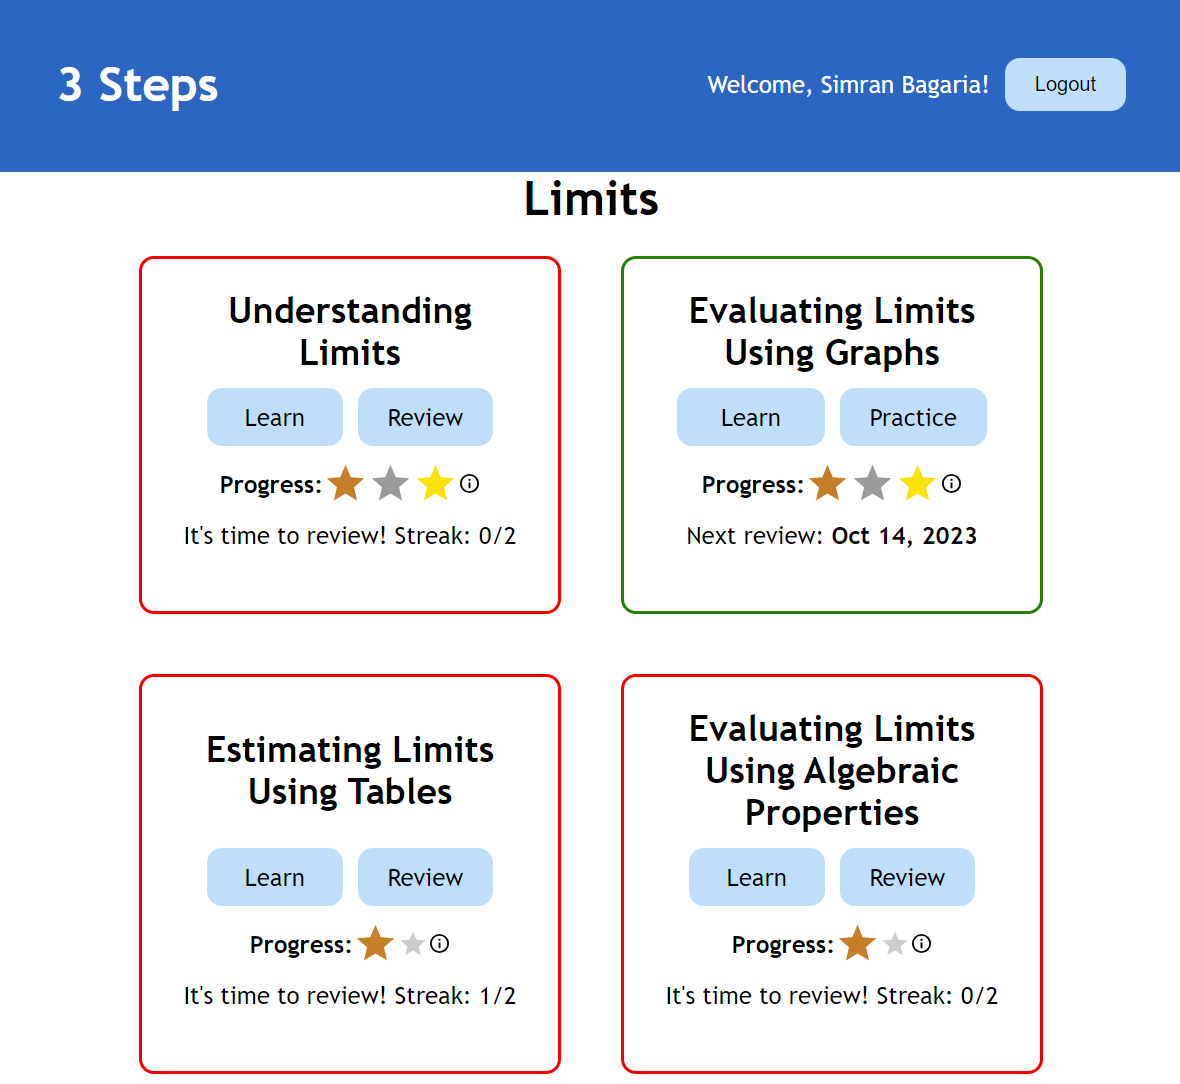 3 Steps
Welcome, Simran Bagaria!
Logout
Limits
Understanding
Limits
Learn
Review
Progress:
It's time to review! Streak: 0/2
Evaluating Limits
Using Graphs
Learn
Practice
Progress:
Next review: Oct 14, 2023
Estimating Limits
Using Tables
Learn
Review
Progress:
It's time to review! Streak: 1/2
Evaluating Limits
Using Algebraic
Properties
Learn
Review
Progress:
It's time to review! Streak: 0/2